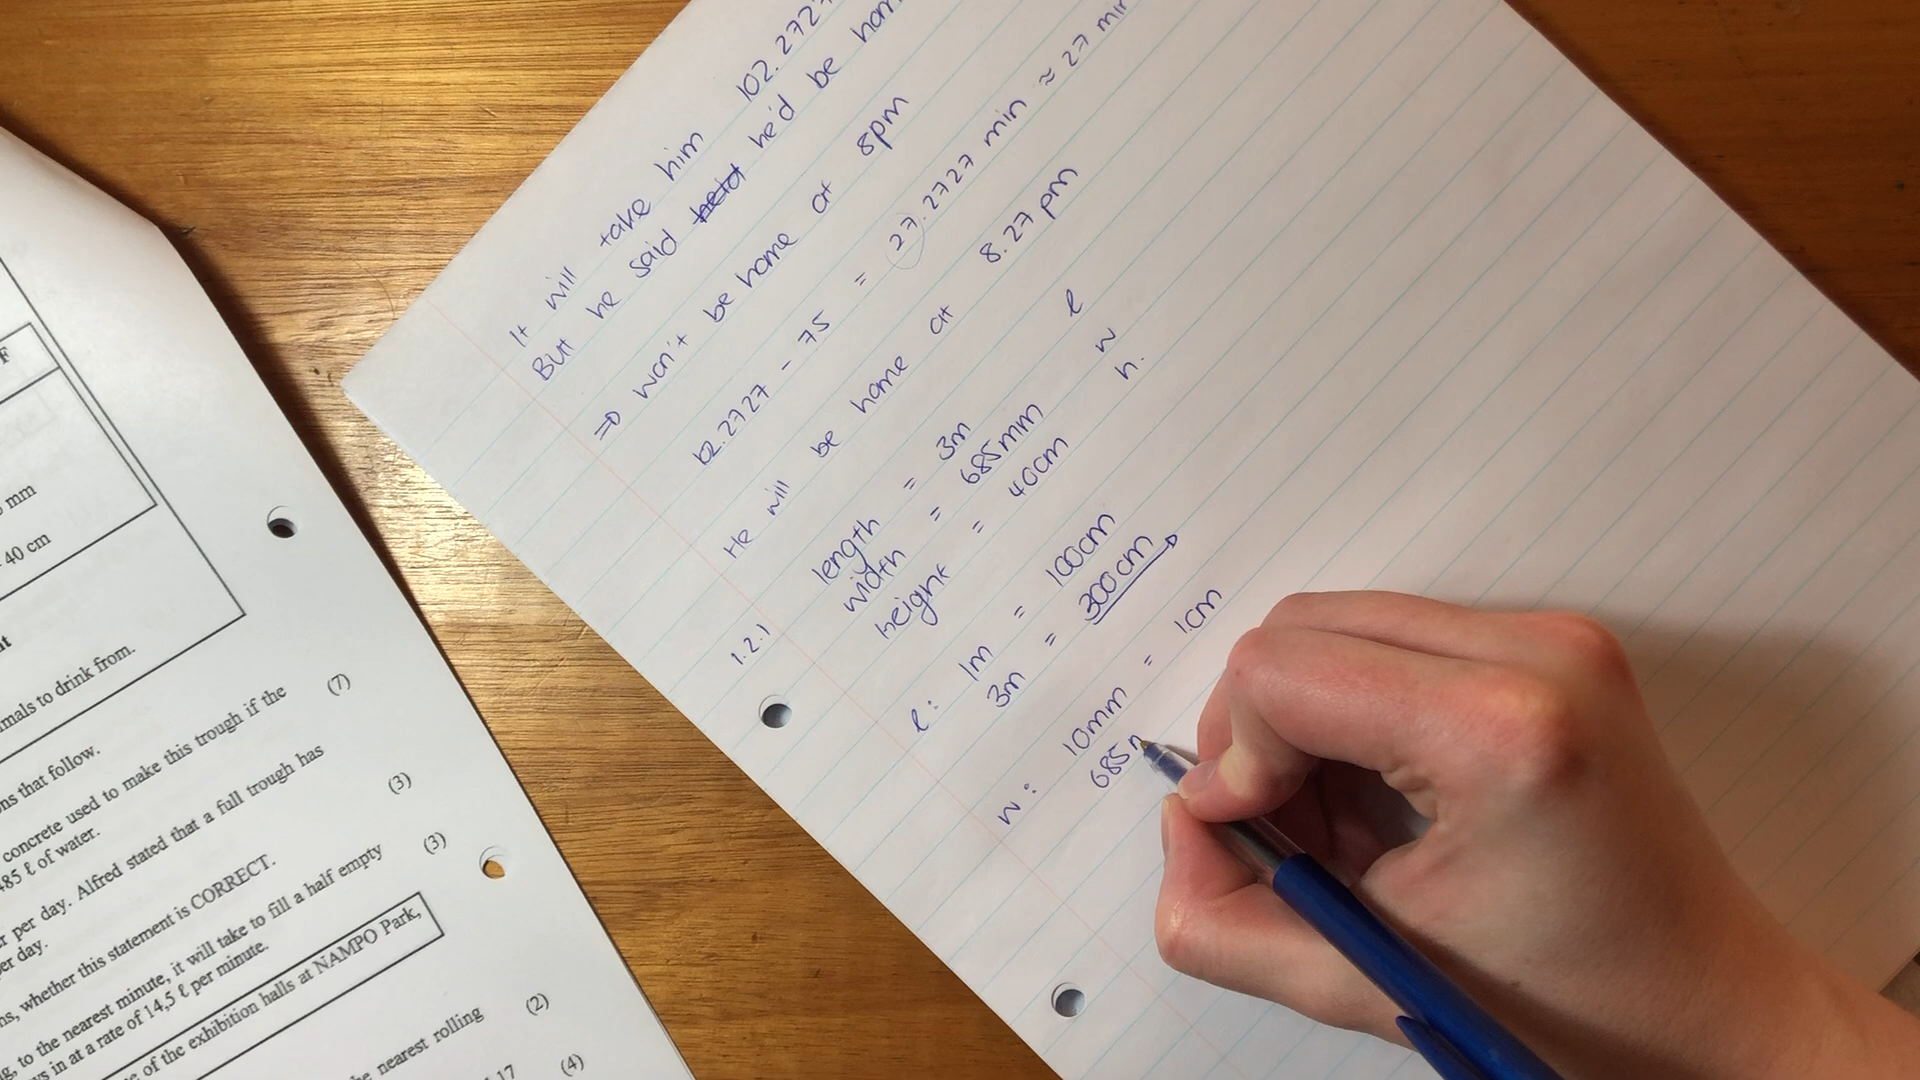 F
mm
40 cm
mals to drink from.
ns that follow.
(7)
concrete used to make this trough if the
485 ℓ of water.
(3)
per day. Alfred stated that a full trough has
er day.
(3)
whether this statement is CORRECT.
to the nearest minute, it will take to fill a half empty
in at a rate of 14,5 ℓ per minute.
of the exhibition halls at NAMPO Park,
(2)
nearest rolling
17
(4)
It will take him 102.2727
But he said he'd be hom
⇒ won't be home at 8pm
102.2727 - 75 = 27.2727 min ≈ 27 min
He will be home at 8.27 pm
1.2.1 length = 3m l
width = 685mm w
height = 40cm h.
l: 1m = 100cm
3m = 300cm
w: 10mm = 1cm
685m